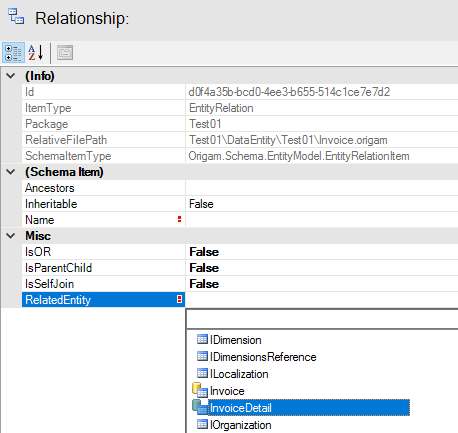 Relationship:
(Info)
Id d0f4a35b-bcd0-4ee3-b655-514c1ce7e7d2
ItemType EntityRelation
Package Test01
RelativeFilePath Test01\DataEntity\Test01\Invoice.origam
SchemaItemType Origam.Schema.EntityModel.EntityRelationItem
(Schema Item)
Ancestors
Inheritable False
Name
Misc
IsOR False
IsParentChild False
IsSelfJoin False
RelatedEntity
IDimension
IDimensionsReference
ILocalization
Invoice
InvoiceDetail
IOrganization